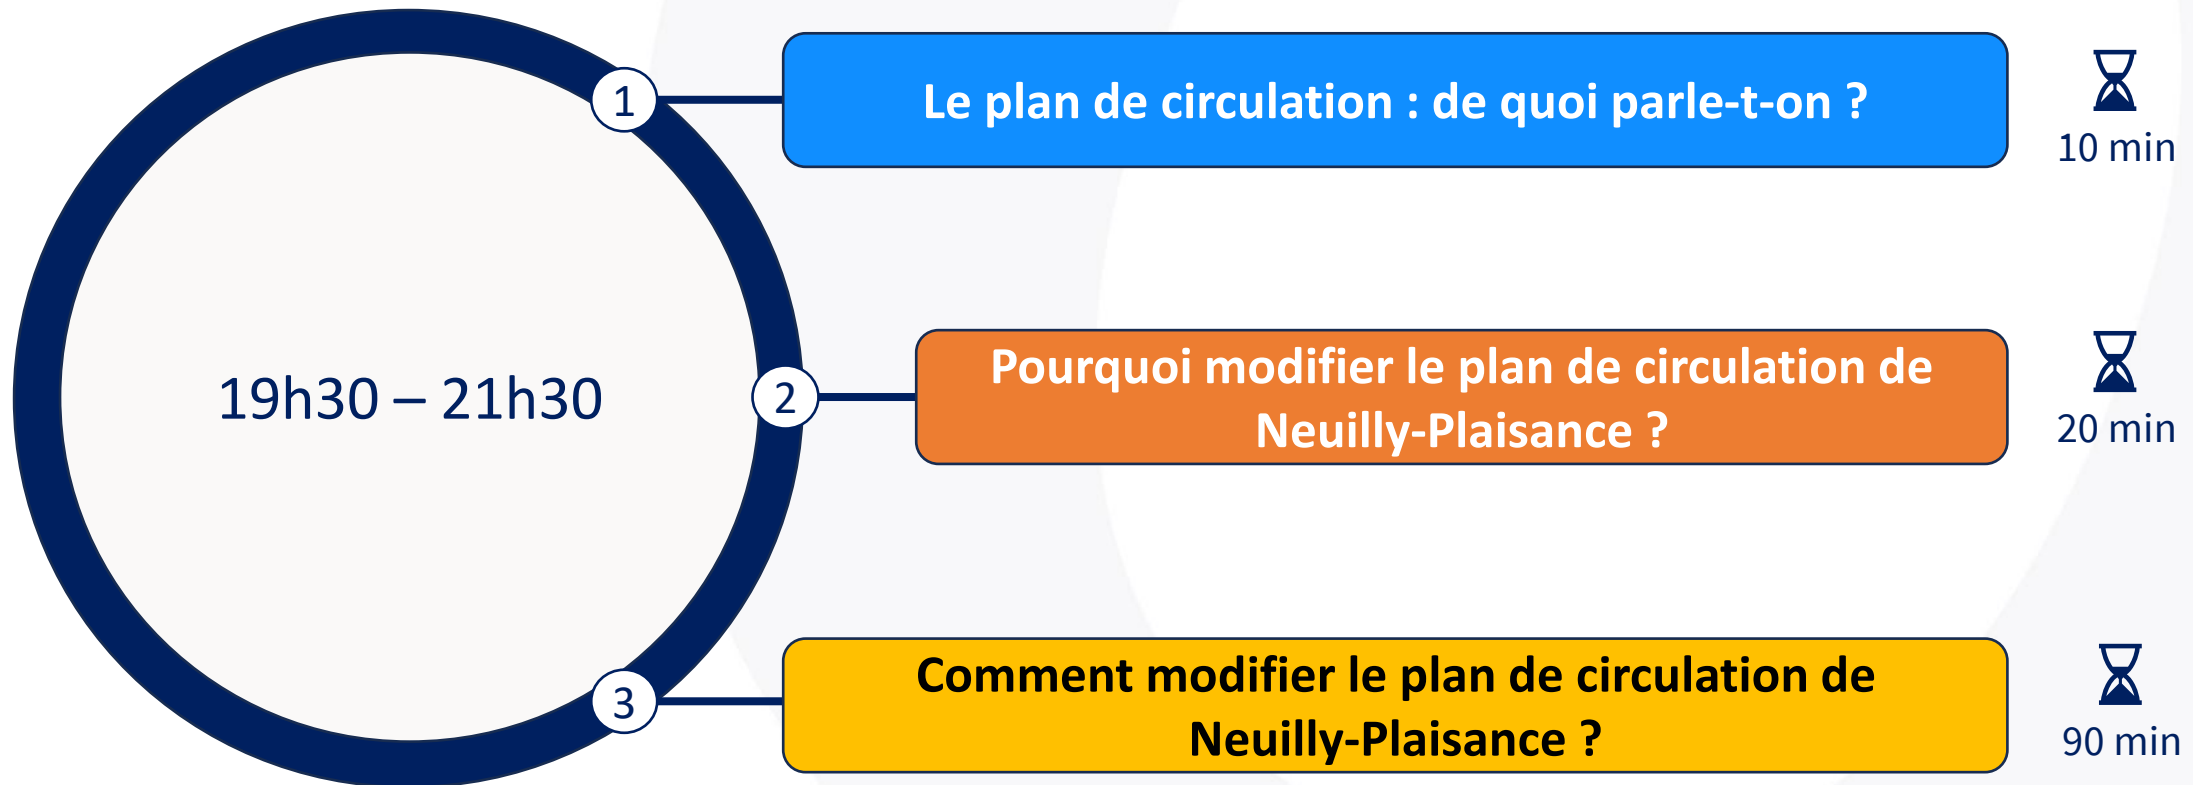 19h30 – 21h30
1
Le plan de circulation : de quoi parle-t-on ?
10 min
2
Pourquoi modifier le plan de circulation de
Neuilly-Plaisance ?
20 min
3
Comment modifier le plan de circulation de
Neuilly-Plaisance ?
90 min